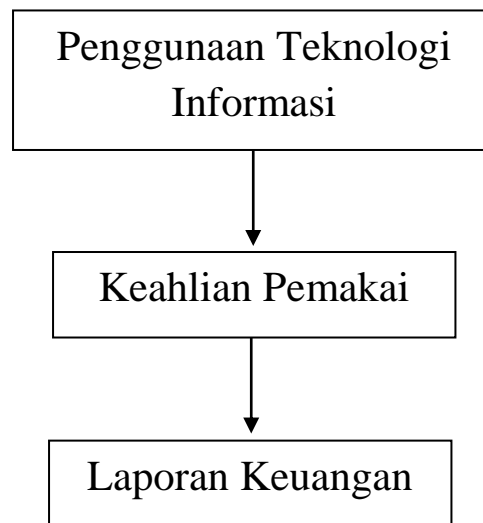 Penggunaan Teknologi
Informasi
Keahlian Pemakai
Laporan Keuangan